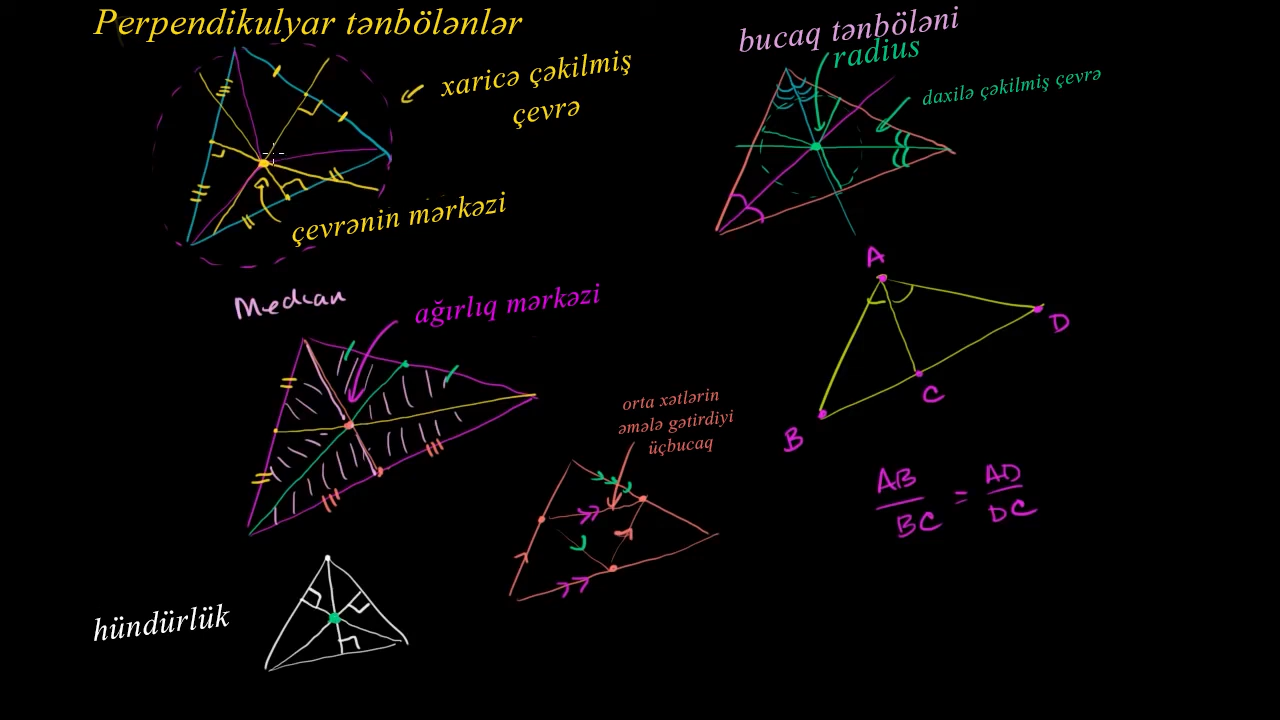 Perpendikulyar tənbölənlər
xaricə çəkilmiş
çevrə
çevrənin mərkəzi
bucaq tənböləni
radius
daxilə çəkilmiş çevrə
Median
ağırlıq mərkəzi
A
D
C
B
orta xətlərin
əmələ gətirdiyi
üçbucaq
AB/BC = AD/DC
hündürlük